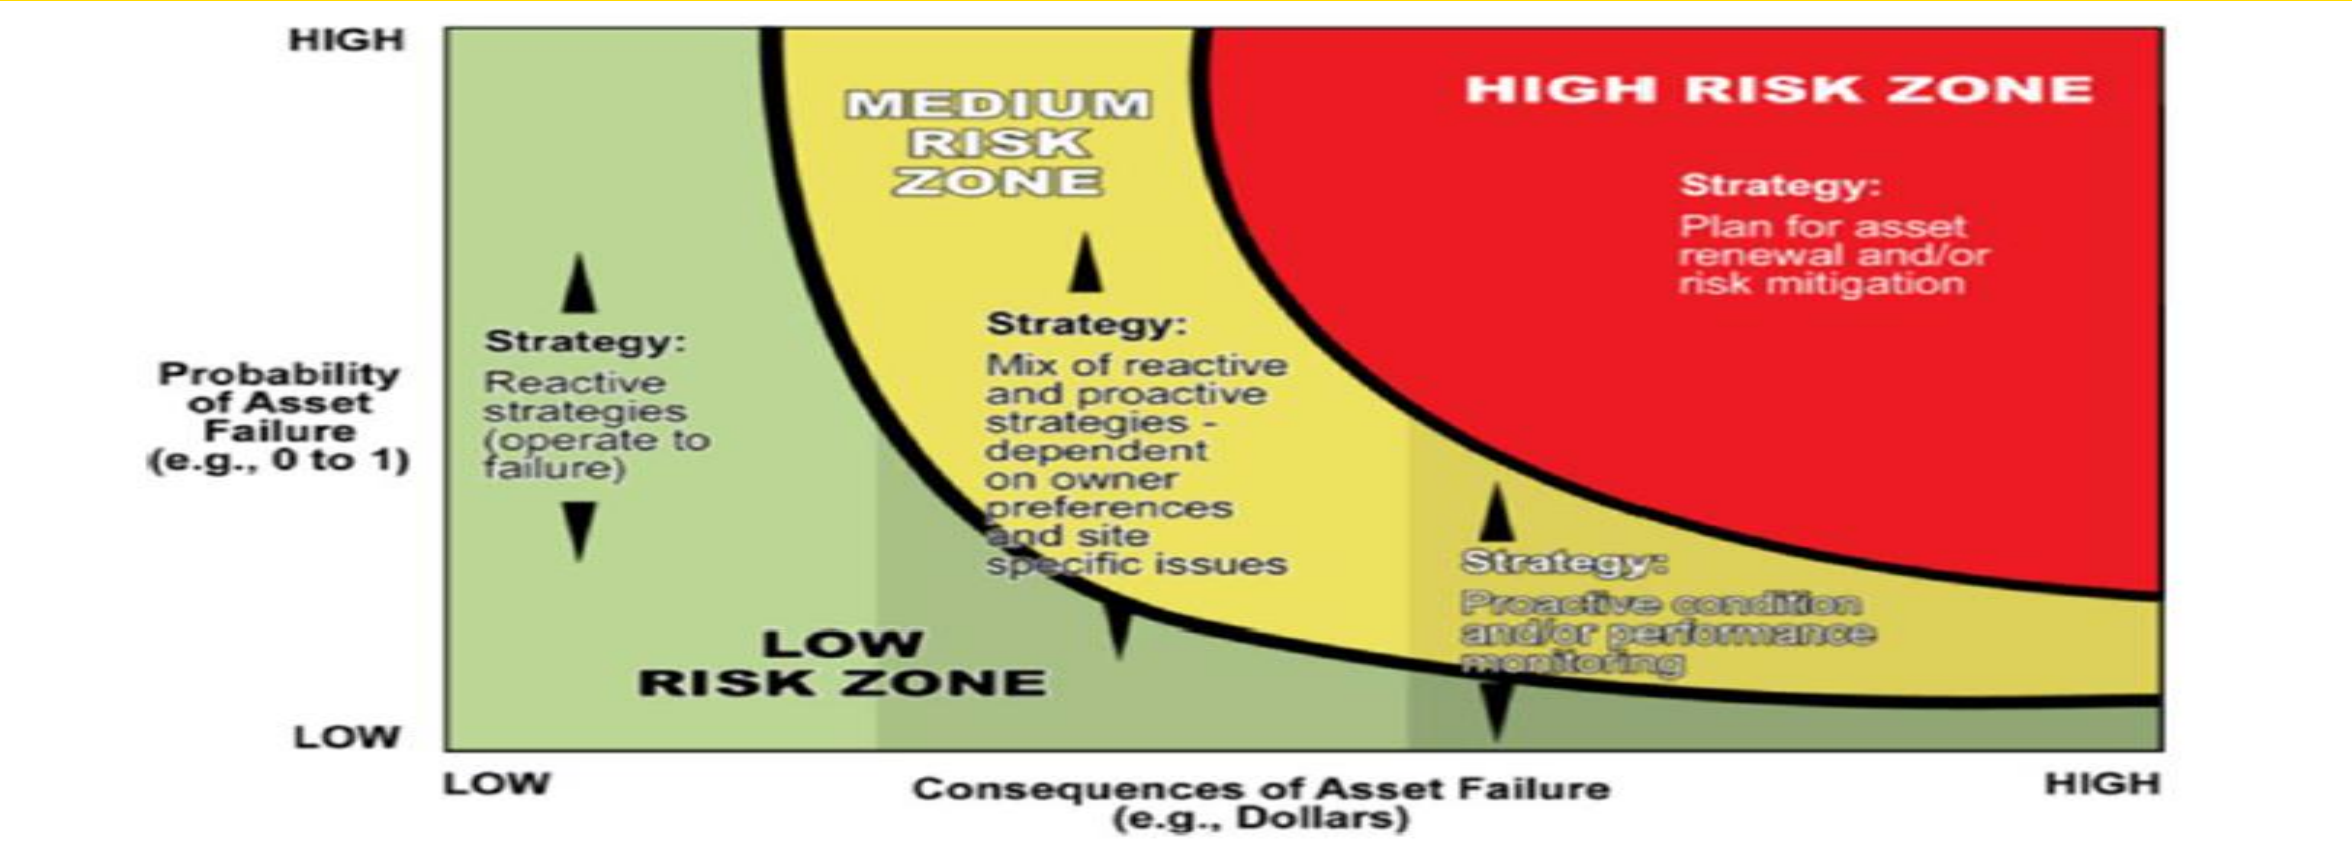 HIGH
MEDIUM
RISK
ZONE
HIGH RISK ZONE
Strategy:
Plan for asset
renewal and/or
risk mitigation
Strategy:
Mix of reactive
and proactive
strategies -
dependent
on owner
preferences
and site
specific issues
Strategy:
Reactive
strategies
(operate to
failure)
Probability
of Asset
Failure
(e.g., 0 to 1)
Strategy:
Proactive condition
and/or performance
monitoring
LOW
RISK ZONE
LOW
LOW
Consequences of Asset Failure
(e.g., Dollars)
HIGH